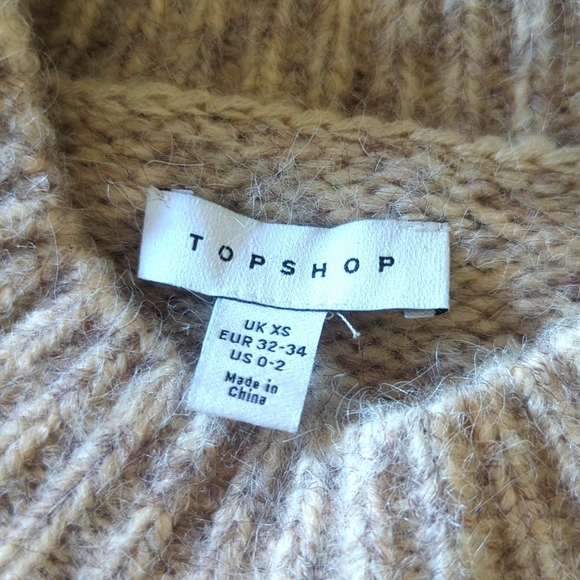 TOPSHOP
UK XS
EUR 32-34
US 0-2
Made in
China